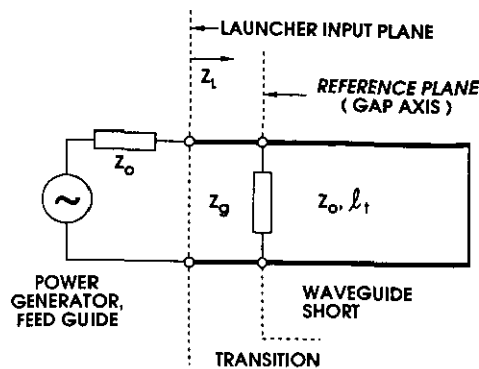 LAUNCHER INPUT PLANE
Z_L
REFERENCE PLANE
( GAP AXIS )
Z_o
~
Z_g
Z_o, ℓ_t
POWER
GENERATOR,
FEED GUIDE
WAVEGUIDE
SHORT
TRANSITION